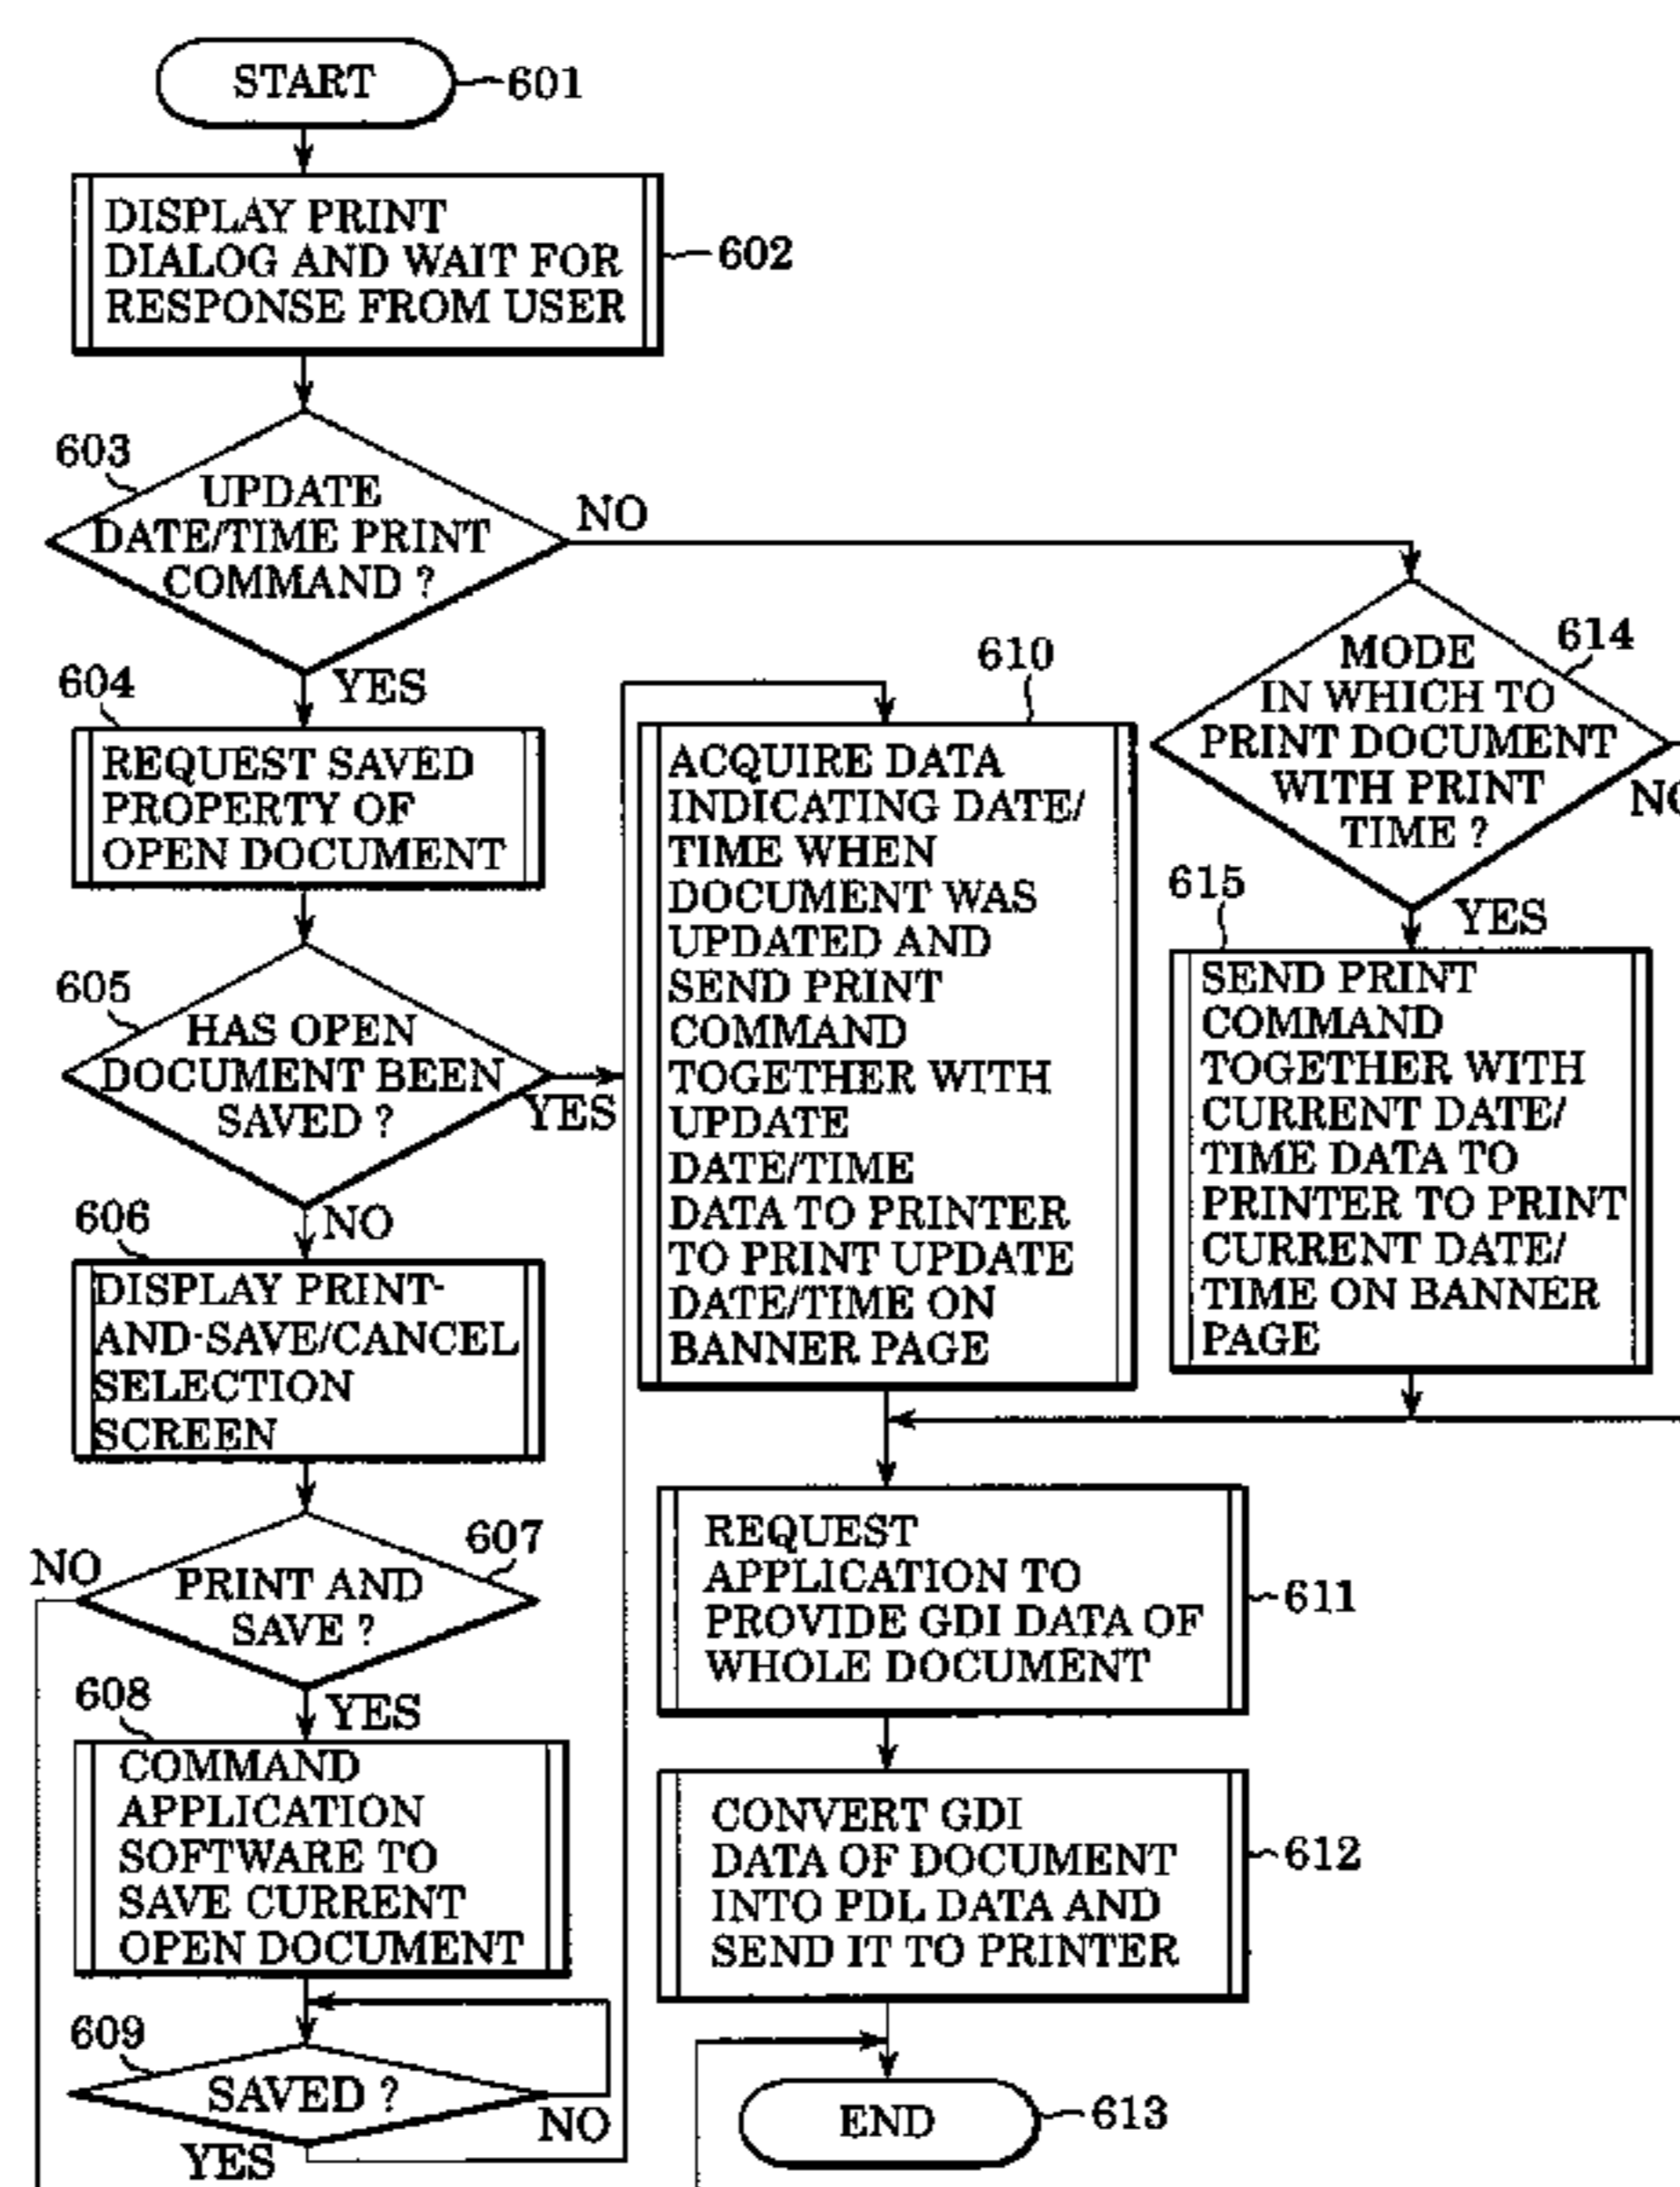 START
601
DISPLAY PRINT
DIALOG AND WAIT FOR
RESPONSE FROM USER
602
603
UPDATE
DATE/TIME PRINT
COMMAND ?
NO
YES
604
REQUEST SAVED
PROPERTY OF
OPEN DOCUMENT
605
HAS OPEN
DOCUMENT BEEN
SAVED ?
YES
NO
606
DISPLAY PRINT-
AND-SAVE/CANCEL
SELECTION
SCREEN
607
NO
PRINT AND
SAVE ?
YES
608
COMMAND
APPLICATION
SOFTWARE TO
SAVE CURRENT
OPEN DOCUMENT
609
SAVED ?
NO
YES
610
ACQUIRE DATA
INDICATING DATE/
TIME WHEN
DOCUMENT WAS
UPDATED AND
SEND PRINT
COMMAND
TOGETHER WITH
UPDATE
DATE/TIME
DATA TO PRINTER
TO PRINT UPDATE
DATE/TIME ON
BANNER PAGE
614
MODE
IN WHICH TO
PRINT DOCUMENT
WITH PRINT
TIME ?
YES
615
SEND PRINT
COMMAND
TOGETHER WITH
CURRENT DATE/
TIME DATA TO
PRINTER TO PRINT
CURRENT DATE/
TIME ON BANNER
PAGE
REQUEST
APPLICATION TO
PROVIDE GDI DATA OF
WHOLE DOCUMENT
611
CONVERT GDI
DATA OF DOCUMENT
INTO PDL DATA AND
SEND IT TO PRINTER
612
END
613